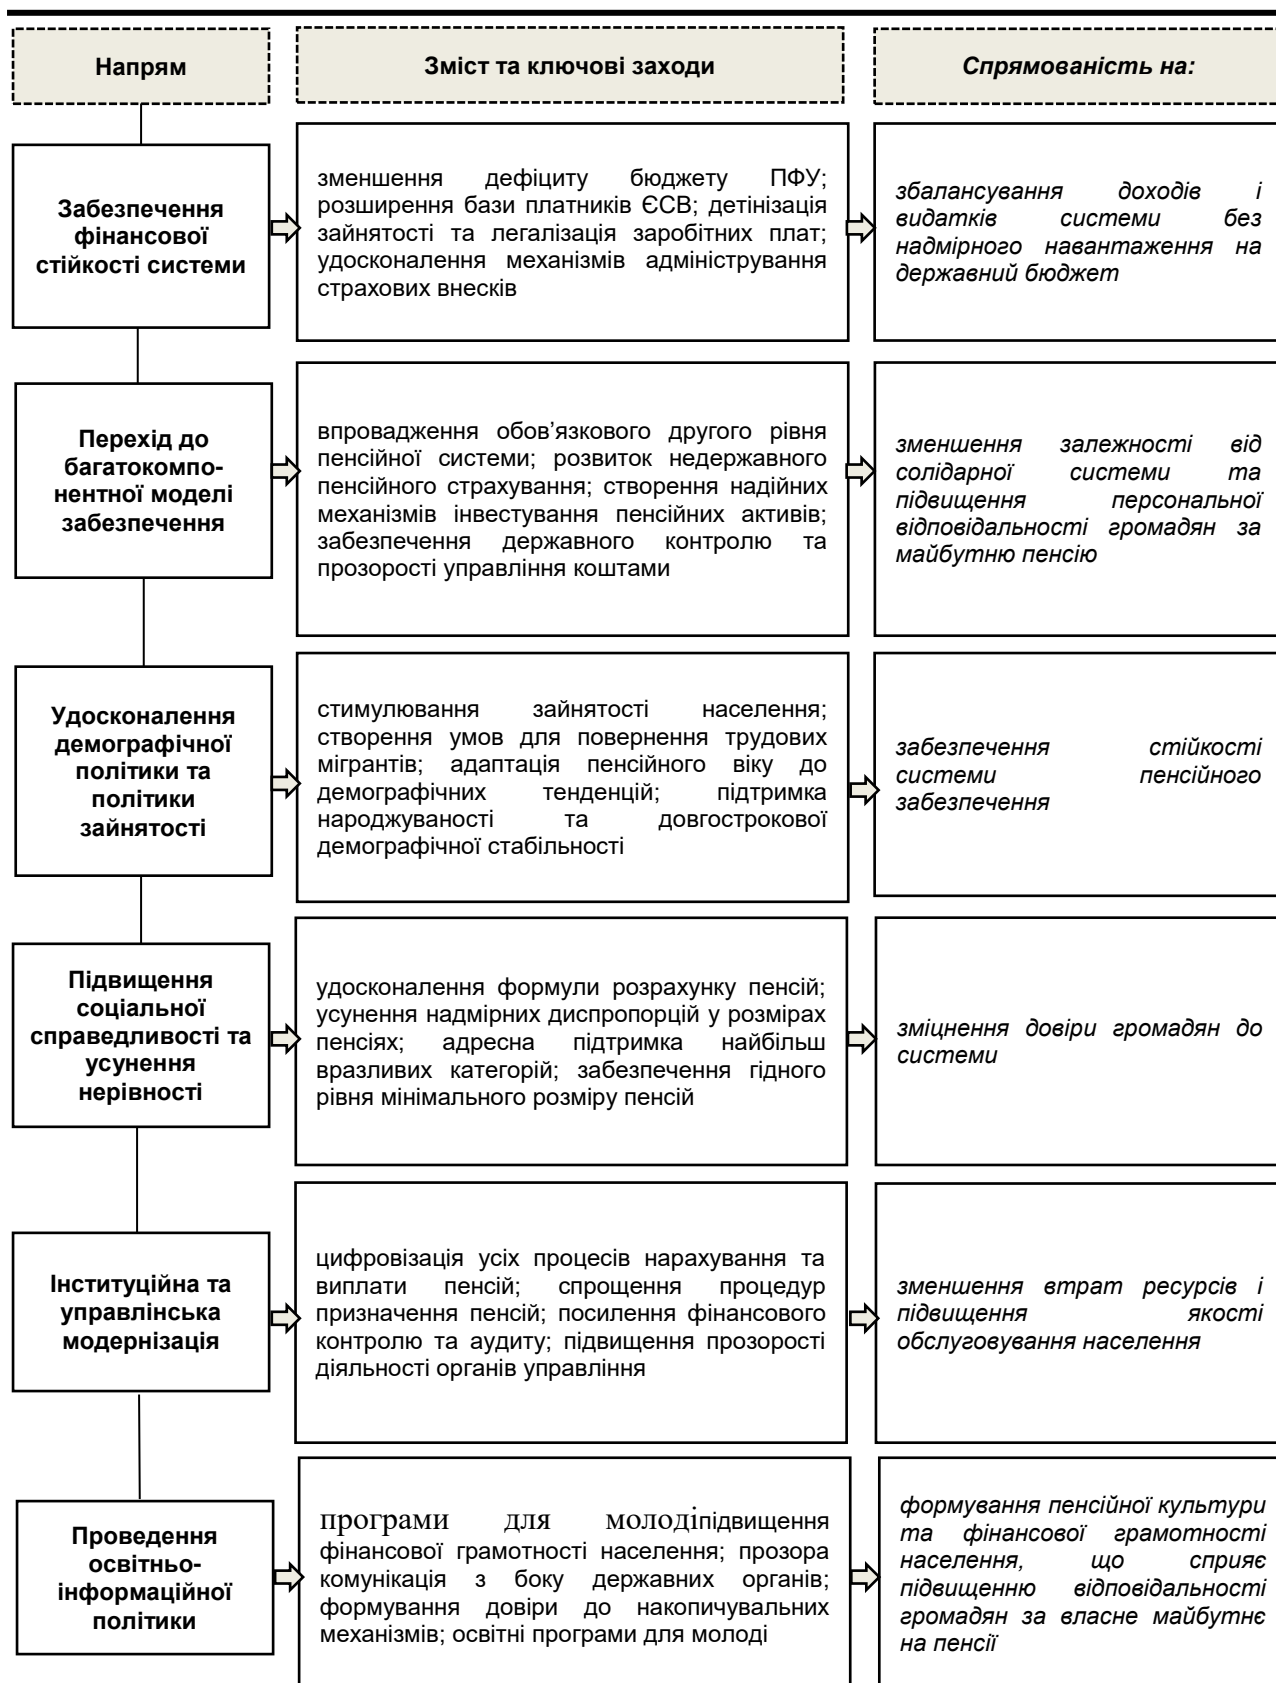 Напрям
Зміст та ключові заходи
Спрямованість на:
Забезпечення
фінансової
стійкості системи
зменшення дефіциту бюджету ПФУ;
розширення бази платників ЄСВ; детінізація
зайнятості та легалізація заробітних плат;
удосконалення механізмів адміністрування
страхових внесків
збалансування доходів і
видатків системи без
надмірного навантаження на
державний бюджет
Перехід до
багатокомпо-
нентної моделі
забезпечення
впровадження обов’язкового другого рівня
пенсійної системи; розвиток недержавного
пенсійного страхування; створення надійних
механізмів інвестування пенсійних активів;
забезпечення державного контролю та
прозорості управління коштами
зменшення залежності від
солідарної системи та
підвищення персональної
відповідальності громадян за
майбутню пенсію
Удосконалення
демографічної
політики та
політики
зайнятості
стимулювання зайнятості населення;
створення умов для повернення трудових
мігрантів; адаптація пенсійного віку до
демографічних тенденцій; підтримка
народжуваності та довгострокової
демографічної стабільності
забезпечення стійкості
системи пенсійного
забезпечення
Підвищення
соціальної
справедливості та
усунення
нерівності
удосконалення формули розрахунку пенсій;
усунення надмірних диспропорцій у розмірах
пенсіях; адресна підтримка найбільш
вразливих категорій; забезпечення гідного
рівня мінімального розміру пенсій
зміцнення довіри громадян до
системи
Інституційна та
управлінська
модернізація
цифровізація усіх процесів нарахування та
виплати пенсій; спрощення процедур
призначення пенсій; посилення фінансового
контролю та аудиту; підвищення прозорості
діяльності органів управління
зменшення втрат ресурсів і
підвищення якості
обслуговування населення
Проведення
освітньо-
інформаційної
політики
програми для молодіпідвищення
фінансової грамотності населення; прозора
комунікація з боку державних органів;
формування довіри до накопичувальних
механізмів; освітні програми для молоді
формування пенсійної культури
та фінансової грамотності
населення, що сприяє
підвищенню відповідальності
громадян за власне майбутнє
на пенсії